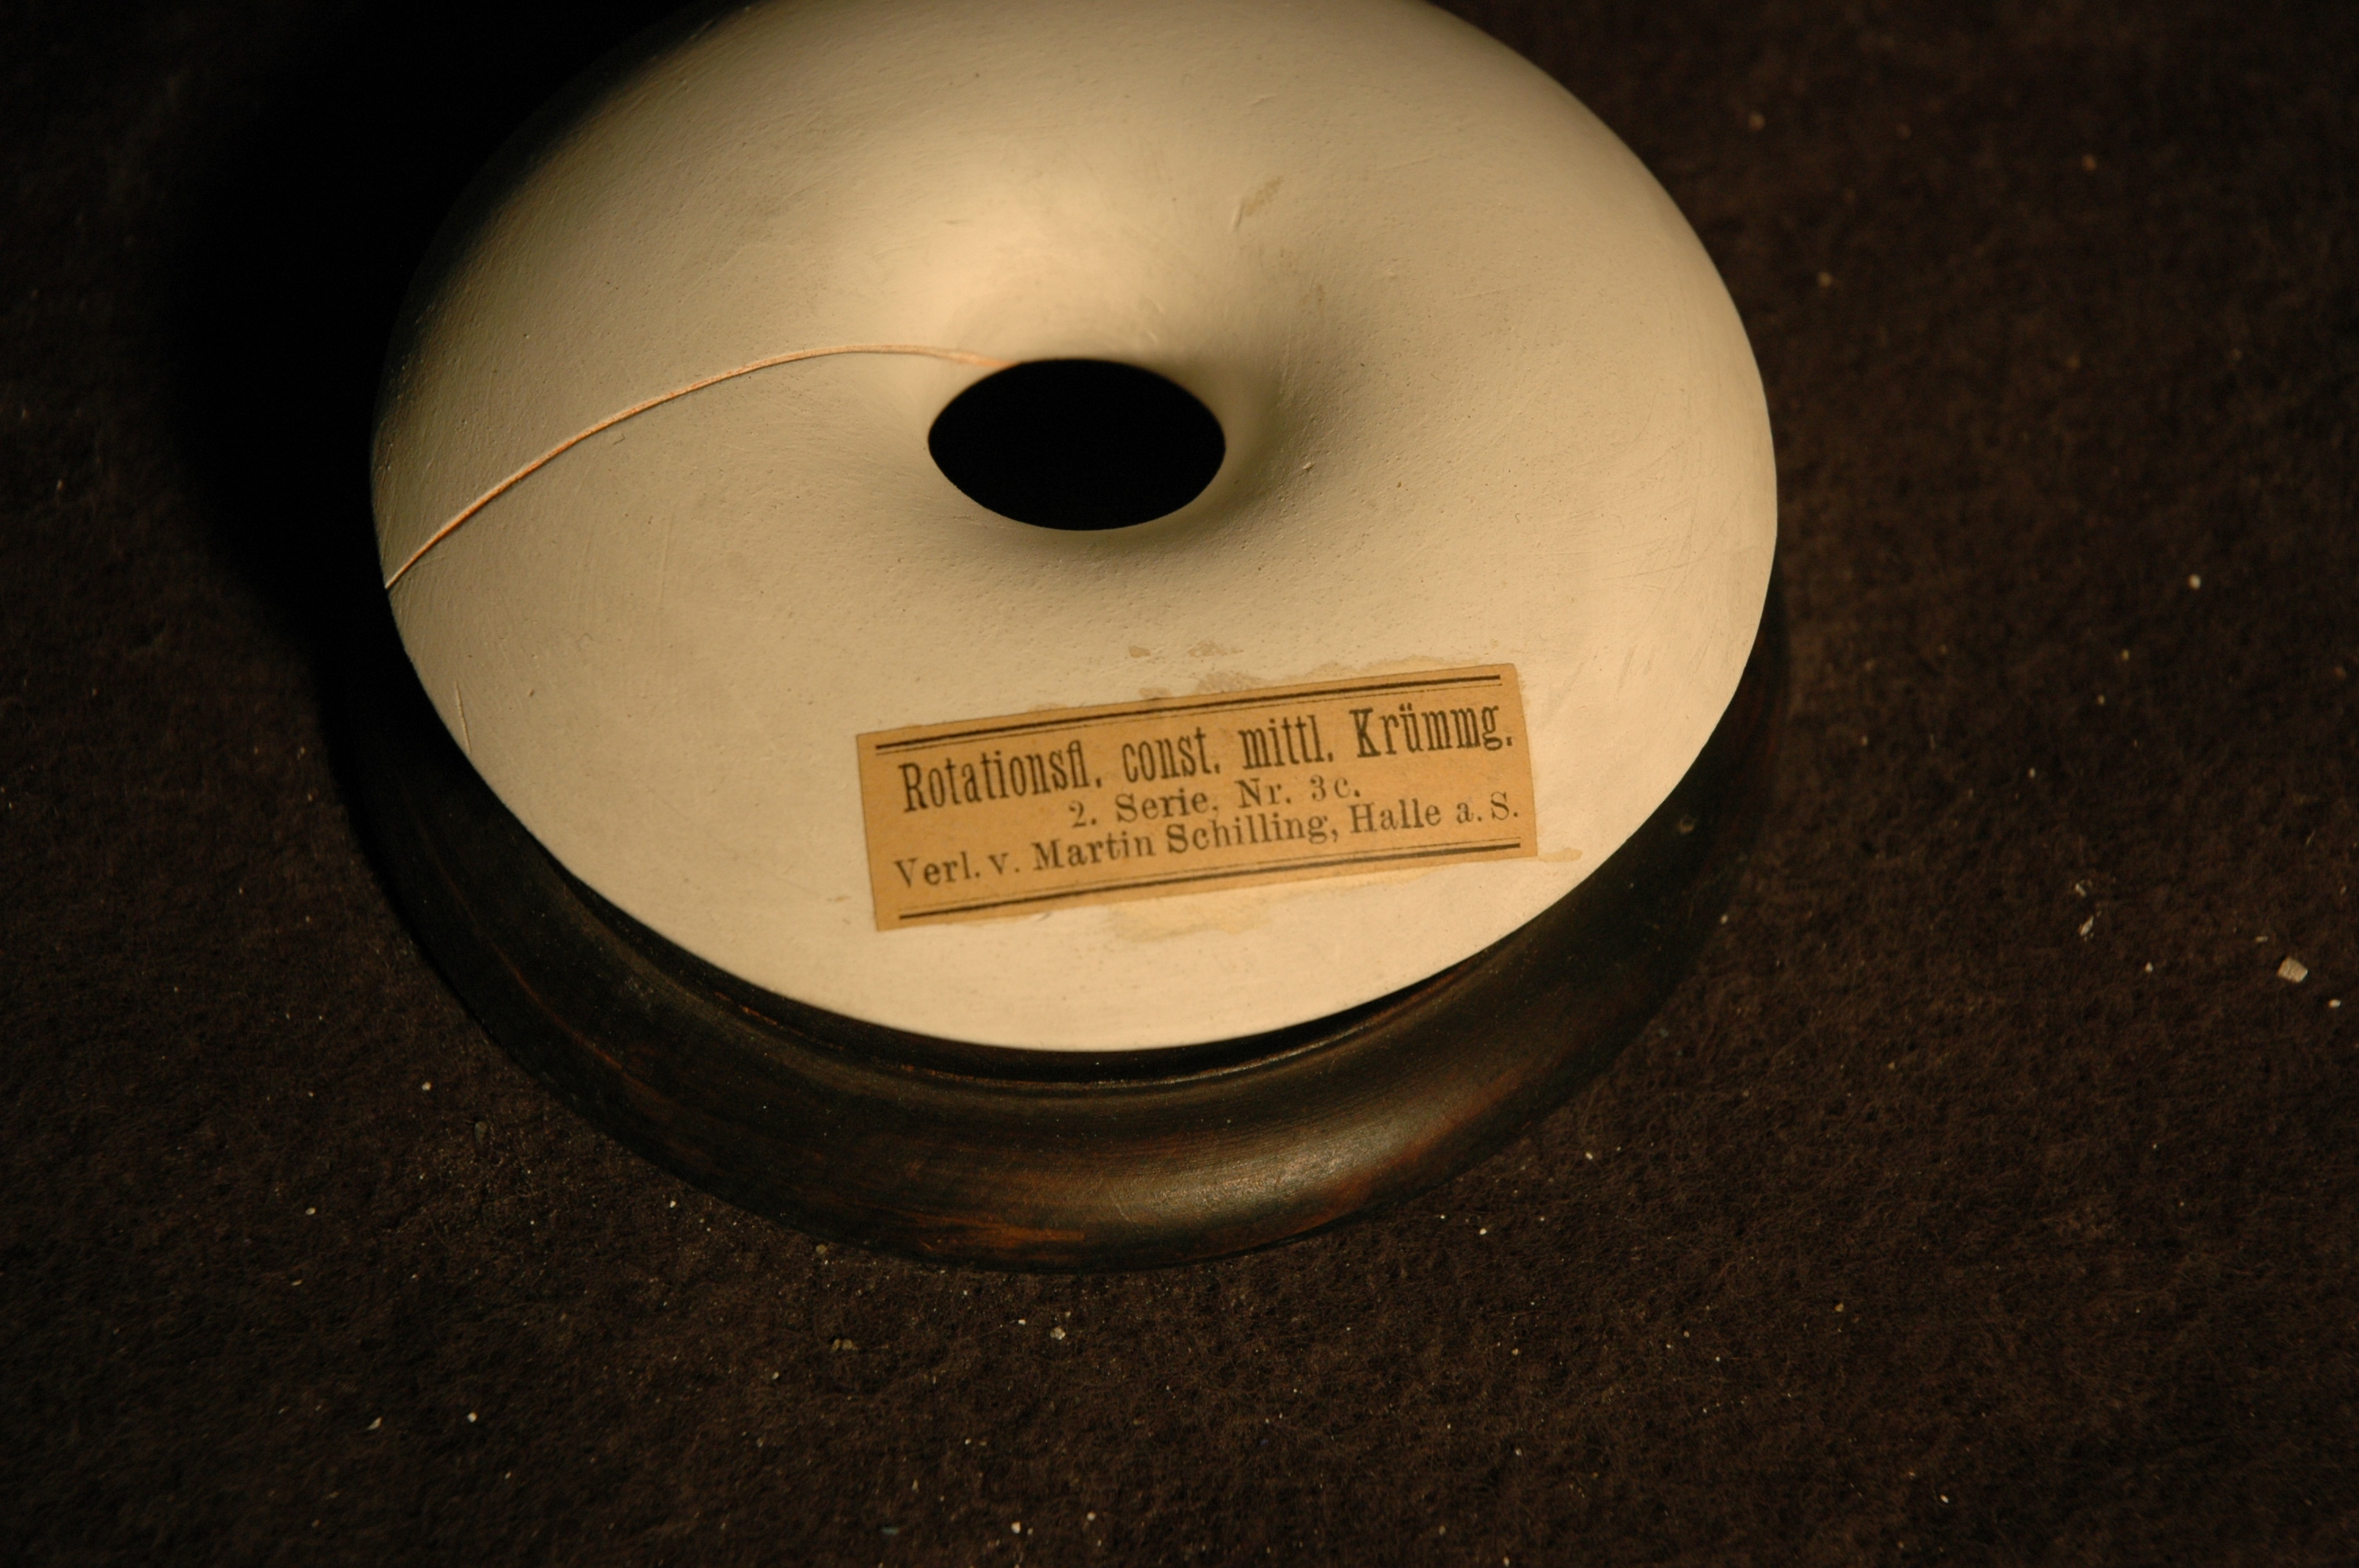 Rotationsfl. const. mittl. Krümmg.
2. Serie. Nr. 3c.
Verl. v. Martin Schilling, Halle a. S.